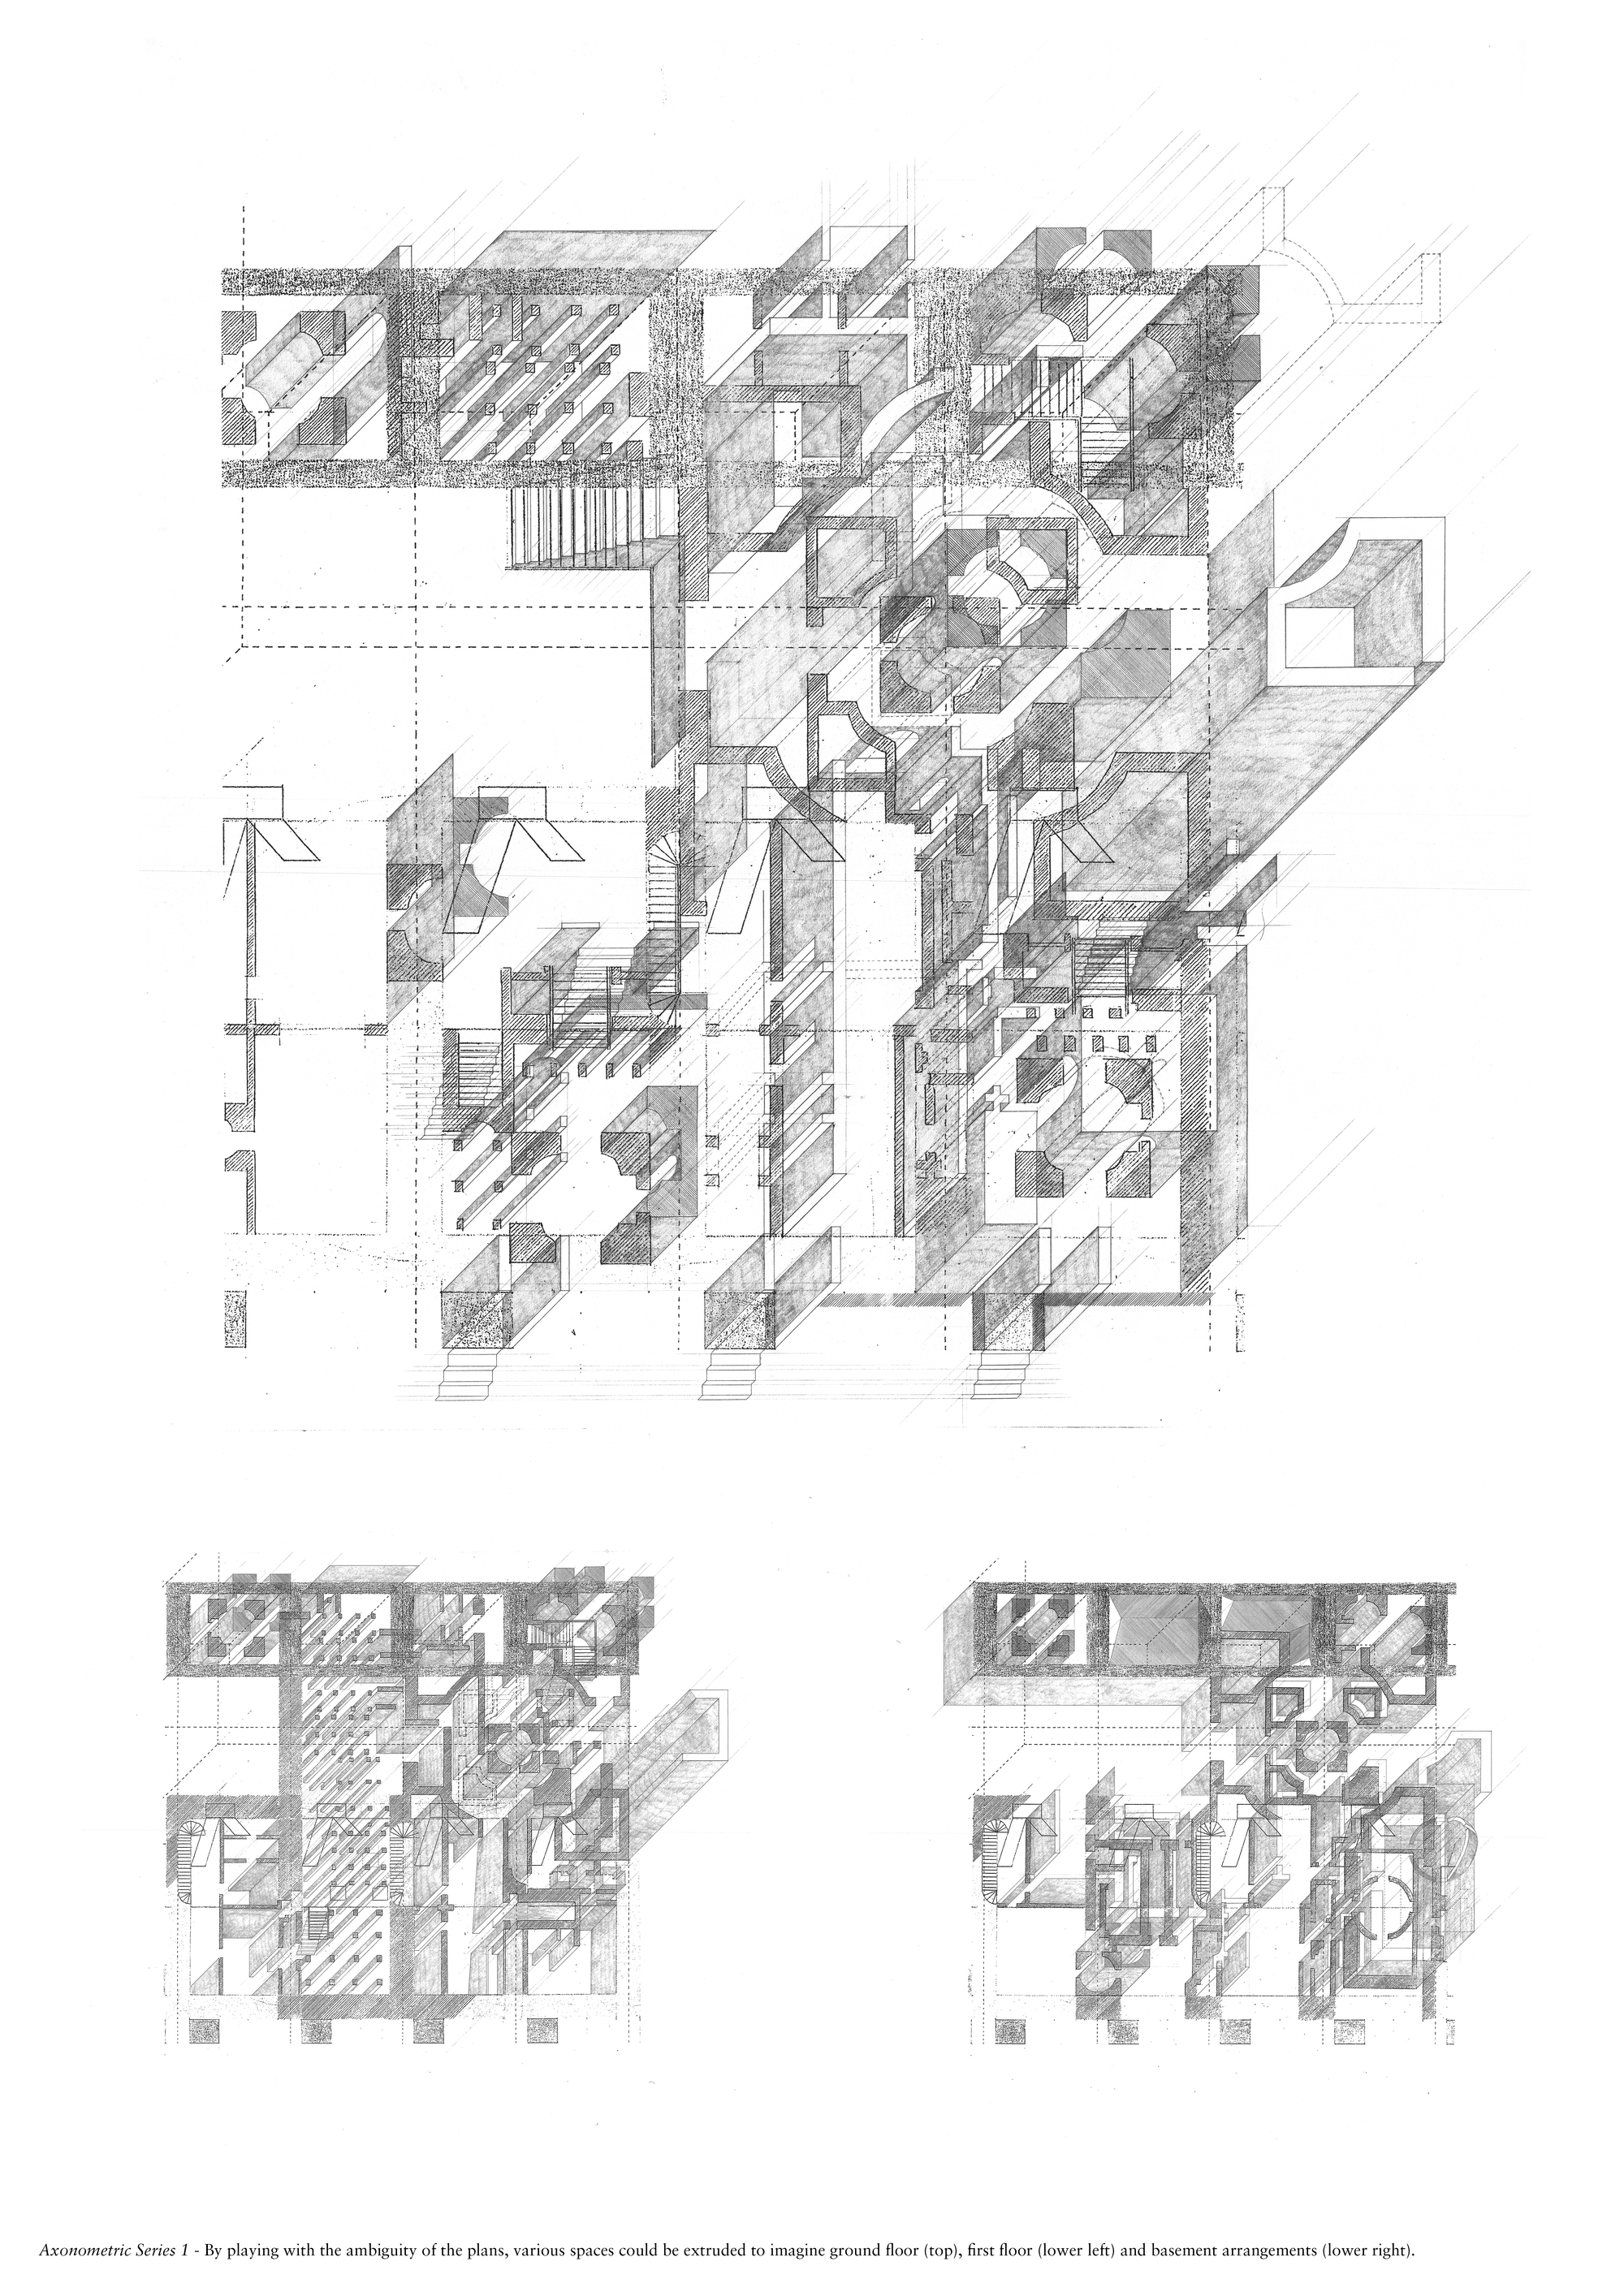 Axonometric Series 1 - By playing with the ambiguity of the plans, various spaces could be extruded to imagine ground floor (top), first floor (lower left) and basement arrangements (lower right).